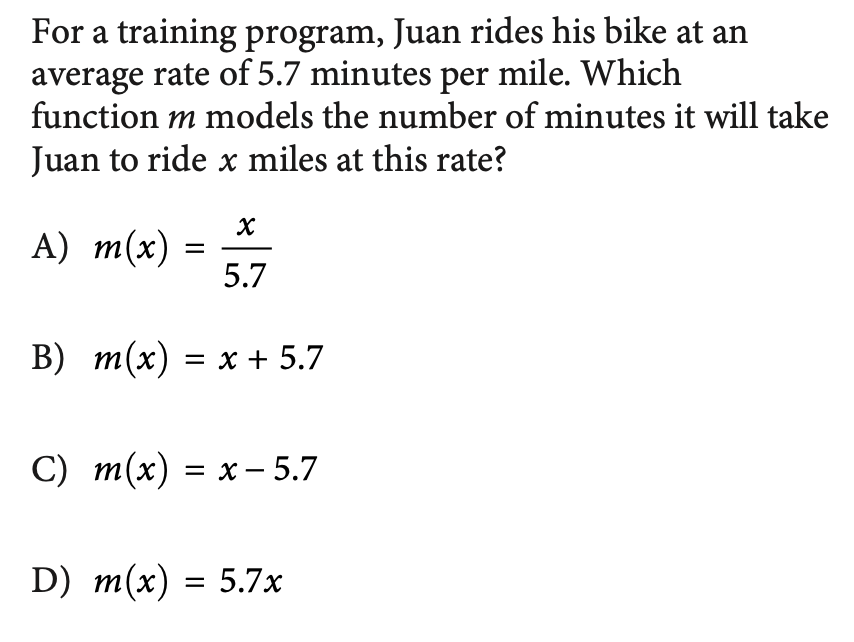 For a training program, Juan rides his bike at an
average rate of 5.7 minutes per mile. Which
function m models the number of minutes it will take
Juan to ride x miles at this rate?
A) m(x) = x/5.7
B) m(x) = x + 5.7
C) m(x) = x – 5.7
D) m(x) = 5.7x